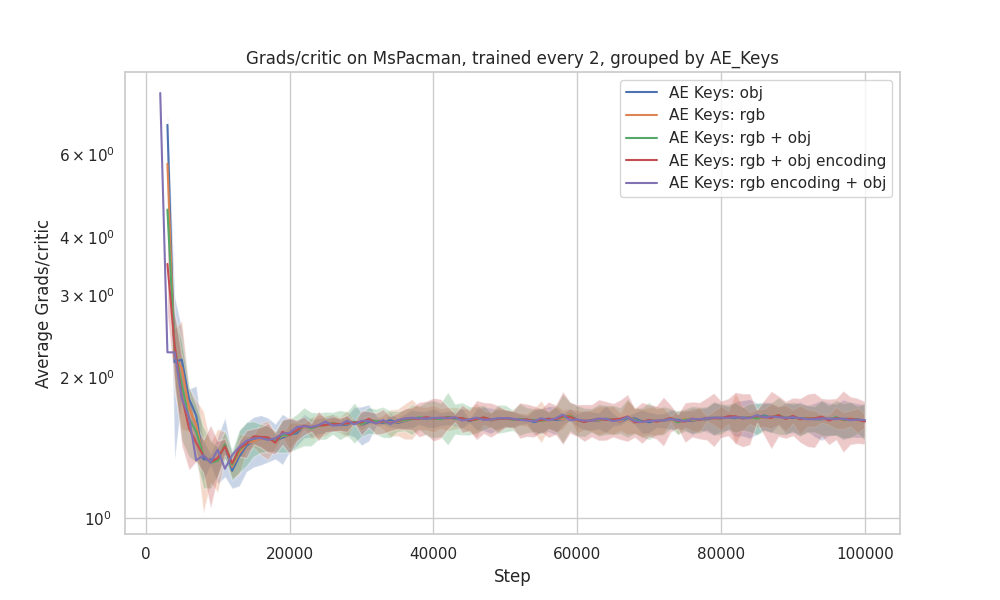 Grads/critic on MsPacman, trained every 2, grouped by AE_Keys
AE Keys: obj
AE Keys: rgb
AE Keys: rgb + obj
AE Keys: rgb + obj encoding
AE Keys: rgb encoding + obj
Average Grads/critic
6 × 10⁰
4 × 10⁰
3 × 10⁰
2 × 10⁰
10⁰
0 20000 40000 60000 80000 100000
Step